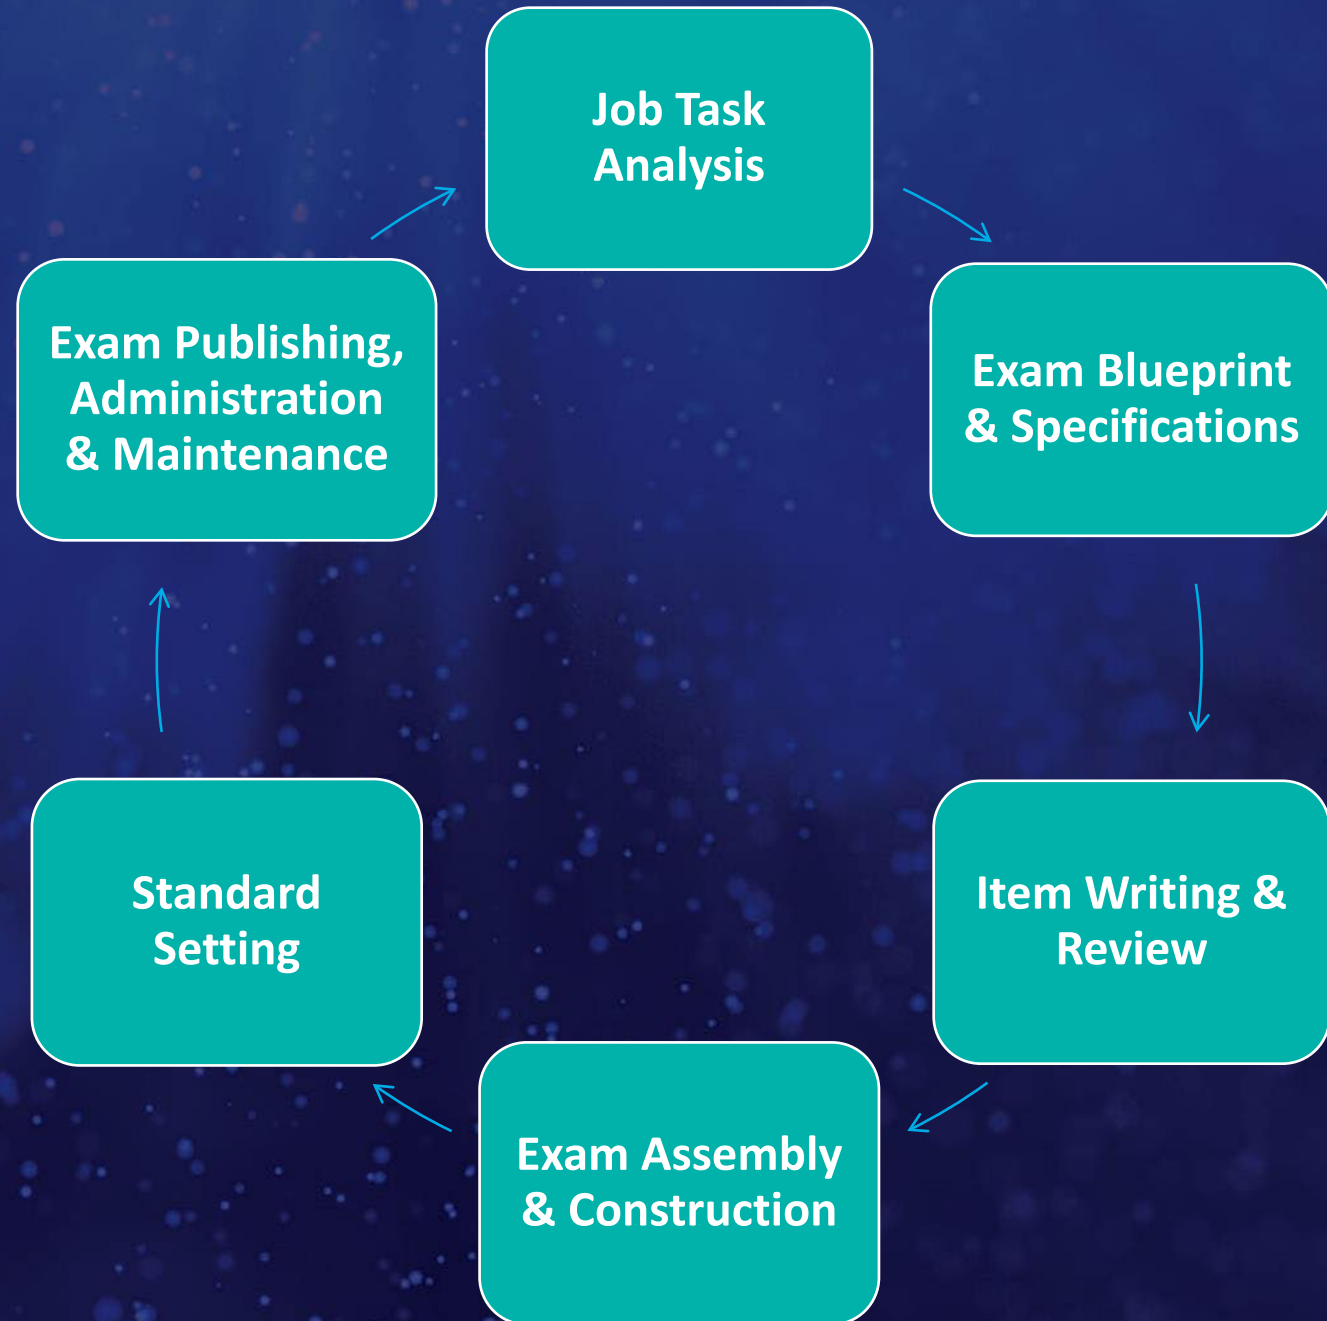 Job Task
Analysis
Exam Blueprint
& Specifications
Item Writing &
Review
Exam Assembly
& Construction
Standard
Setting
Exam Publishing,
Administration
& Maintenance